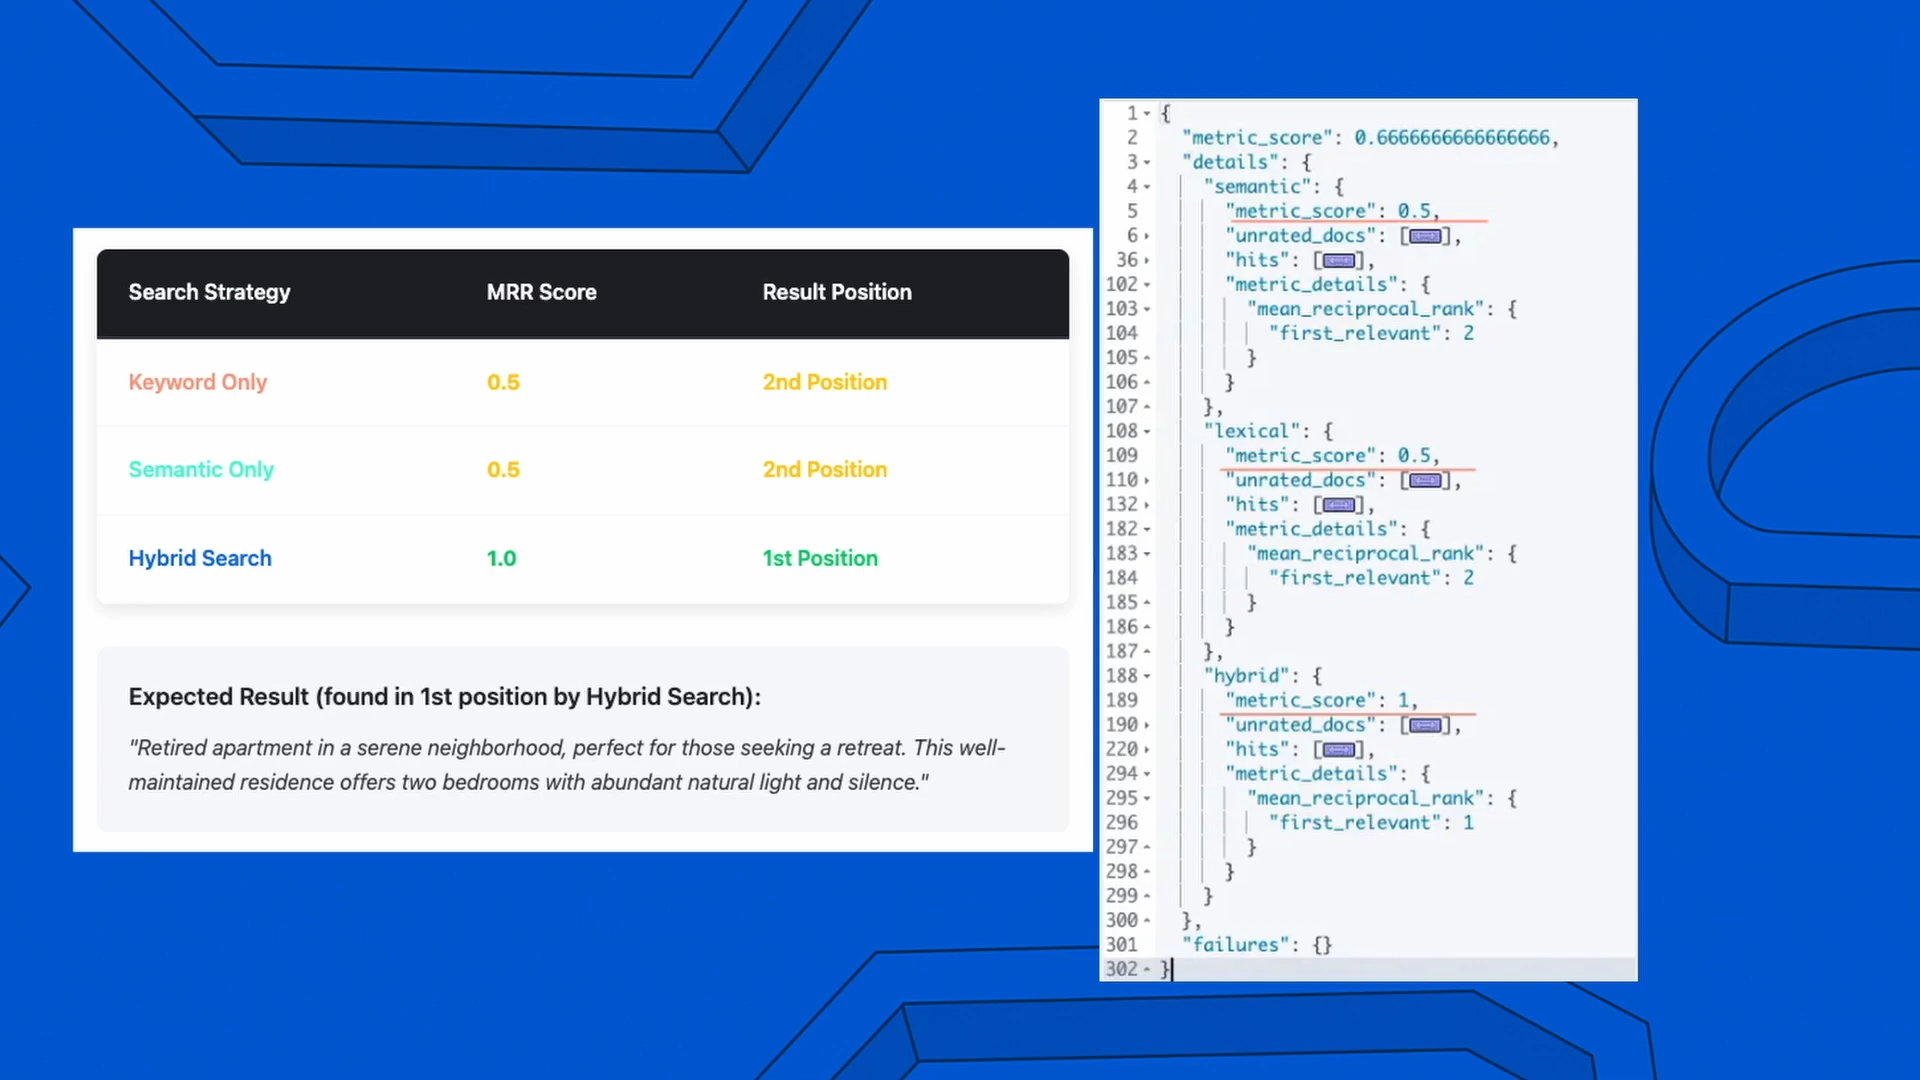 Search Strategy MRR Score Result Position
Keyword Only 0.5 2nd Position
Semantic Only 0.5 2nd Position
Hybrid Search 1.0 1st Position
Expected Result (found in 1st position by Hybrid Search):
"Retired apartment in a serene neighborhood, perfect for those seeking a retreat. This well-
maintained residence offers two bedrooms with abundant natural light and silence."
1 {
2 "metric_score": 0.6666666666666666,
3 "details": {
4 "semantic": {
5 "metric_score": 0.5,
6 "unrated_docs": [],
36 "hits": [],
102 "metric_details": {
103 "mean_reciprocal_rank": {
104 "first_relevant": 2
105 }
106 }
107 },
108 "lexical": {
109 "metric_score": 0.5,
110 "unrated_docs": [],
132 "hits": [],
182 "metric_details": {
183 "mean_reciprocal_rank": {
184 "first_relevant": 2
185 }
186 }
187 },
188 "hybrid": {
189 "metric_score": 1,
190 "unrated_docs": [],
220 "hits": [],
294 "metric_details": {
295 "mean_reciprocal_rank": {
296 "first_relevant": 1
297 }
298 }
299 }
300 },
301 "failures": {}
302 }